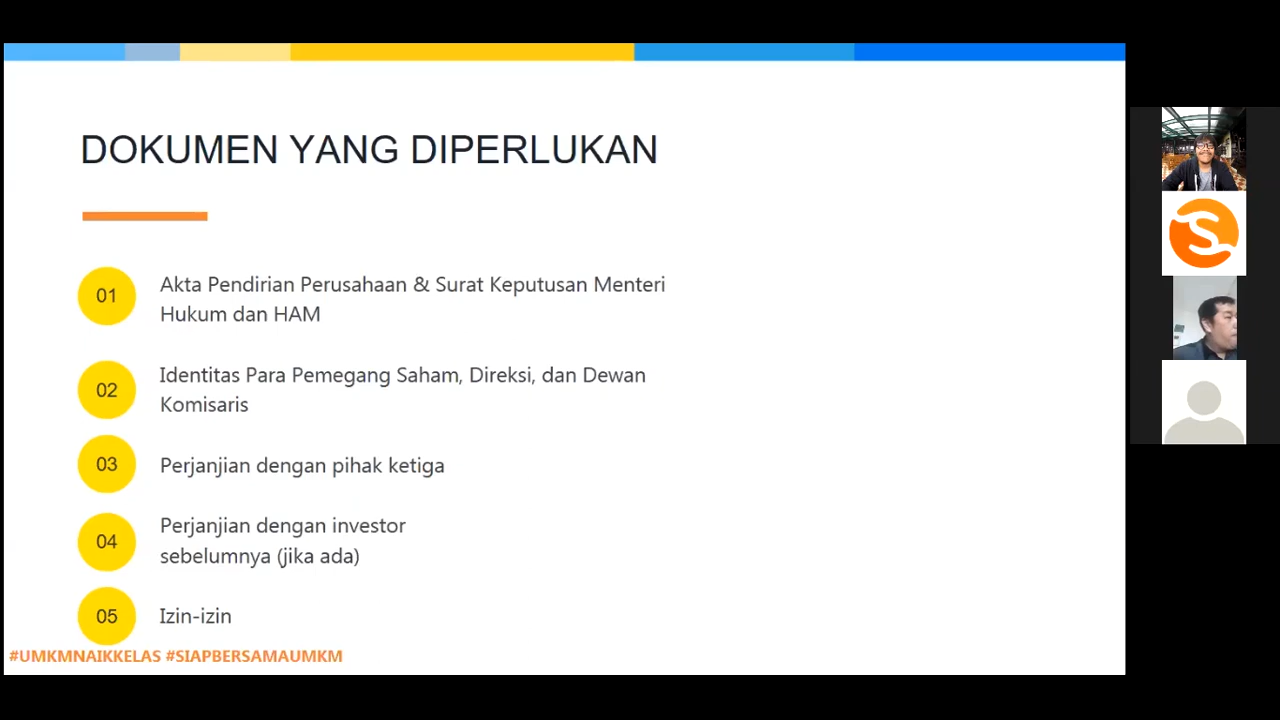 DOKUMEN YANG DIPERLUKAN
01
Akta Pendirian Perusahaan & Surat Keputusan Menteri
Hukum dan HAM
02
Identitas Para Pemegang Saham, Direksi, dan Dewan
Komisaris
03
Perjanjian dengan pihak ketiga
04
Perjanjian dengan investor
sebelumnya (jika ada)
05
Izin-izin
#UMKMNAIKKELAS #SIAPBERSAMAUMKM
S